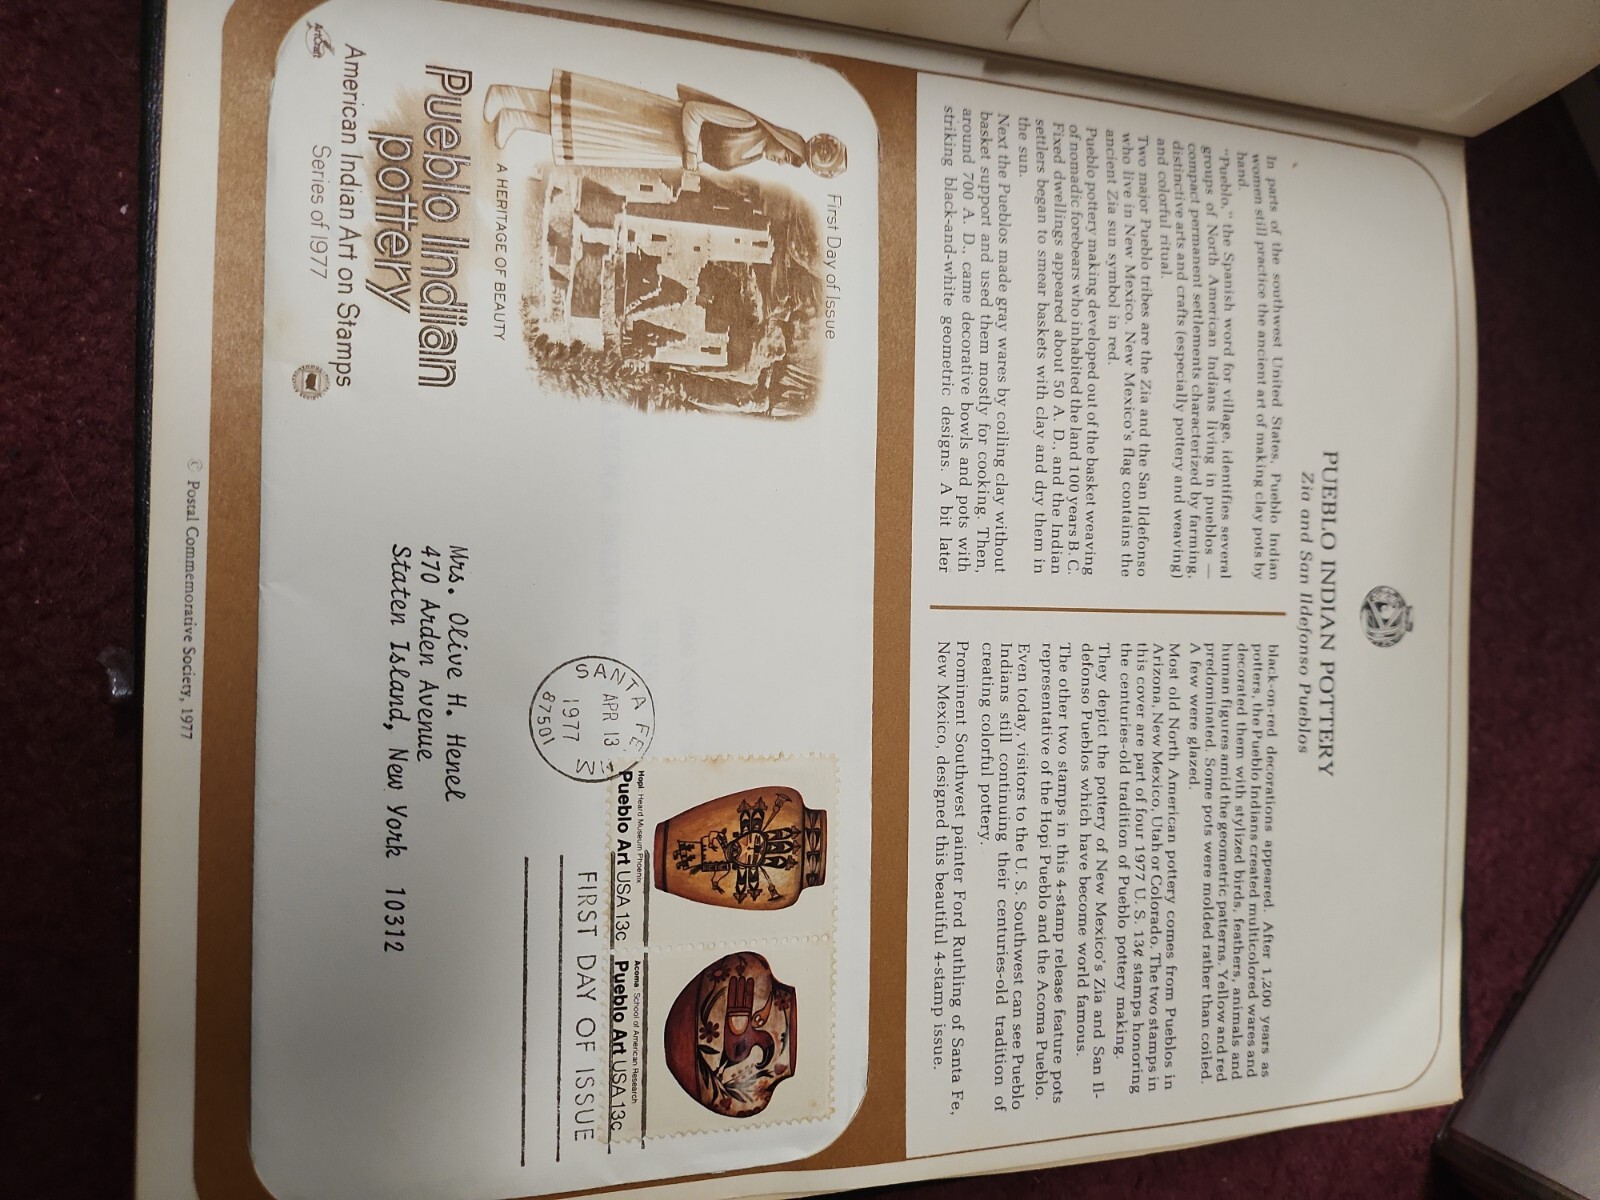 PUEBLO INDIAN POTTERY
Zia and San Ildefonso Pueblos
In parts of the southwest United States, Pueblo Indian
women still practice the ancient art of making clay pots by
hand.
"Pueblo," the Spanish word for village, identifies several
groups of North American Indians living in pueblos —
compact permanent settlements characterized by farming,
distinctive arts and crafts (especially pottery and weaving)
and colorful ritual.
Two major Pueblo tribes are the Zia and the San Ildefonso
who live in New Mexico. New Mexico's flag contains the
ancient Zia sun symbol in red.
Pueblo pottery making developed out of the basket weaving
of nomadic forebears who inhabited the land 100 years B.C.
Fixed dwellings appeared about 50 A. D., and the Indian
settlers began to smear baskets with clay and dry them in
the sun.
Next the Pueblos made gray wares by coiling clay without
basket support and used them mostly for cooking. Then,
around 700 A. D., came decorative bowls and pots with
striking black-and-white geometric designs. A bit later
black-on-red decorations appeared. After 1,200 years as
potters, the Pueblo Indians created multicolored wares and
decorated them with stylized birds, feathers, animals and
human figures amid the geometric patterns. Yellow and red
predominated. Some pots were molded rather than coiled.
A few were glazed.
Most old North American pottery comes from Pueblos in
Arizona, New Mexico, Utah or Colorado. The two stamps in
this cover are part of four 1977 U. S. 13¢ stamps honoring
the centuries-old tradition of Pueblo pottery making.
They depict the pottery of New Mexico's Zia and San Il-
defonso Pueblos which have become world famous.
The other two stamps in this 4-stamp release feature pots
representative of the Hopi Pueblo and the Acoma Pueblo.
Even today, visitors to the U. S. Southwest can see Pueblo
Indians still continuing their centuries-old tradition of
creating colorful pottery.
Prominent Southwest painter Ford Ruthling of Santa Fe,
New Mexico, designed this beautiful 4-stamp issue.
First Day of Issue
A HERITAGE OF BEAUTY
Pueblo Indian
pottery
American Indian Art on Stamps
Series of 1977
ArtCraft
Hopi: Heard Museum Phoenix
Pueblo Art USA 13c
Acoma: School of American Research
Pueblo Art USA 13c
SANTA FE
APR 13
1977
87501
FIRST DAY OF ISSUE
Mrs. Olive H. Henel
470 Arden Avenue
Staten Island, New York 10312
© Postal Commemorative Society, 1977